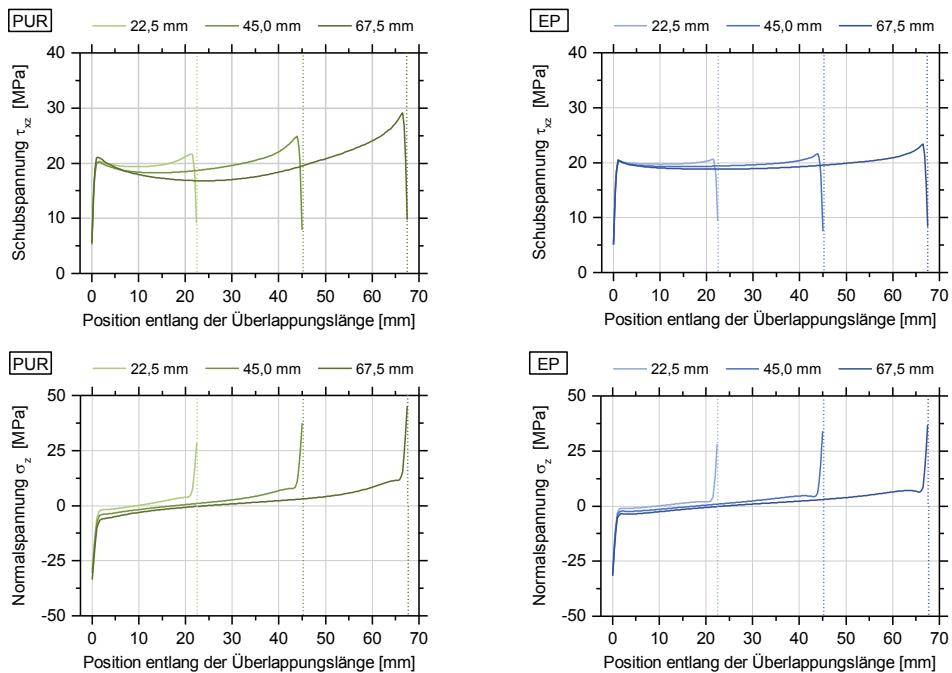 PUR
22,5 mm 45,0 mm 67,5 mm
40
30
20
10
0
Schubspannung τxz [MPa]
0 10 20 30 40 50 60 70
Position entlang der Überlappungslänge [mm]
EP
22,5 mm 45,0 mm 67,5 mm
40
30
20
10
0
Schubspannung τxz [MPa]
0 10 20 30 40 50 60 70
Position entlang der Überlappungslänge [mm]
PUR
22,5 mm 45,0 mm 67,5 mm
50
25
0
-25
-50
Normalspannung σz [MPa]
0 10 20 30 40 50 60 70
Position entlang der Überlappungslänge [mm]
EP
22,5 mm 45,0 mm 67,5 mm
50
25
0
-25
-50
Normalspannung σz [MPa]
0 10 20 30 40 50 60 70
Position entlang der Überlappungslänge [mm]